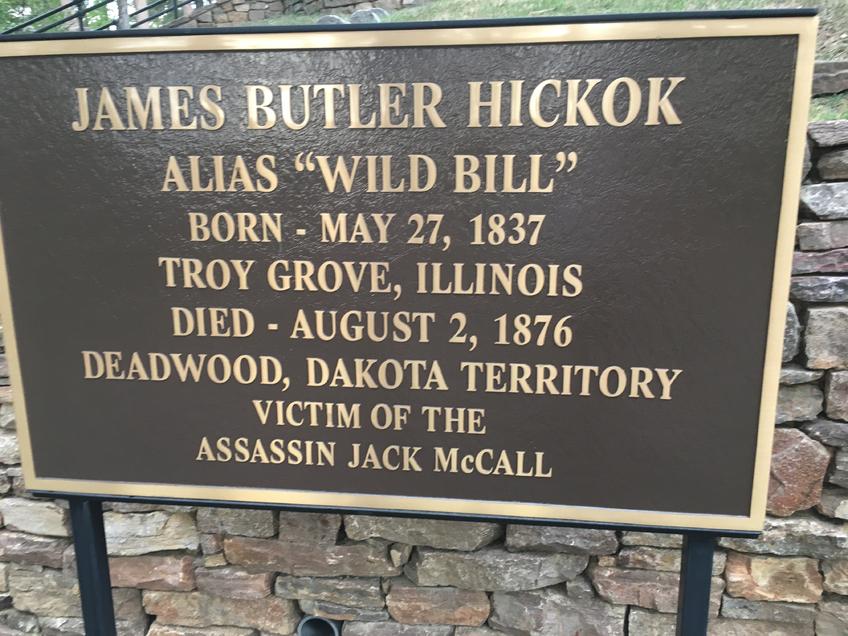 JAMES BUTLER HICKOK
ALIAS “WILD BILL”
BORN - MAY 27, 1837
TROY GROVE, ILLINOIS
DIED - AUGUST 2, 1876
DEADWOOD, DAKOTA TERRITORY
VICTIM OF THE
ASSASSIN JACK McCALL